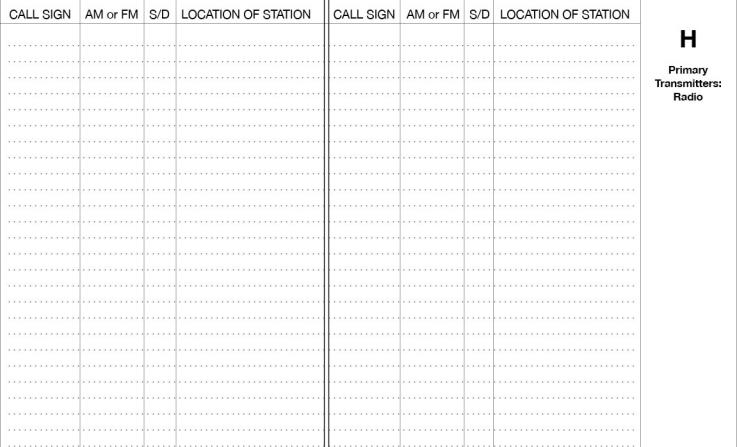 CALL SIGN AM or FM S/D LOCATION OF STATION CALL SIGN AM or FM S/D LOCATION OF STATION
H
Primary
Transmitters:
Radio